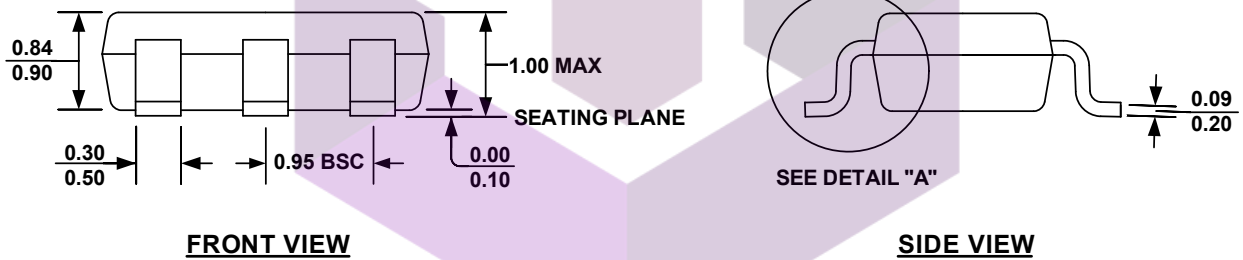 0.84
0.90
1.00 MAX
SEATING PLANE
0.30
0.50
0.95 BSC
0.00
0.10
FRONT VIEW
0.09
0.20
SEE DETAIL "A"
SIDE VIEW